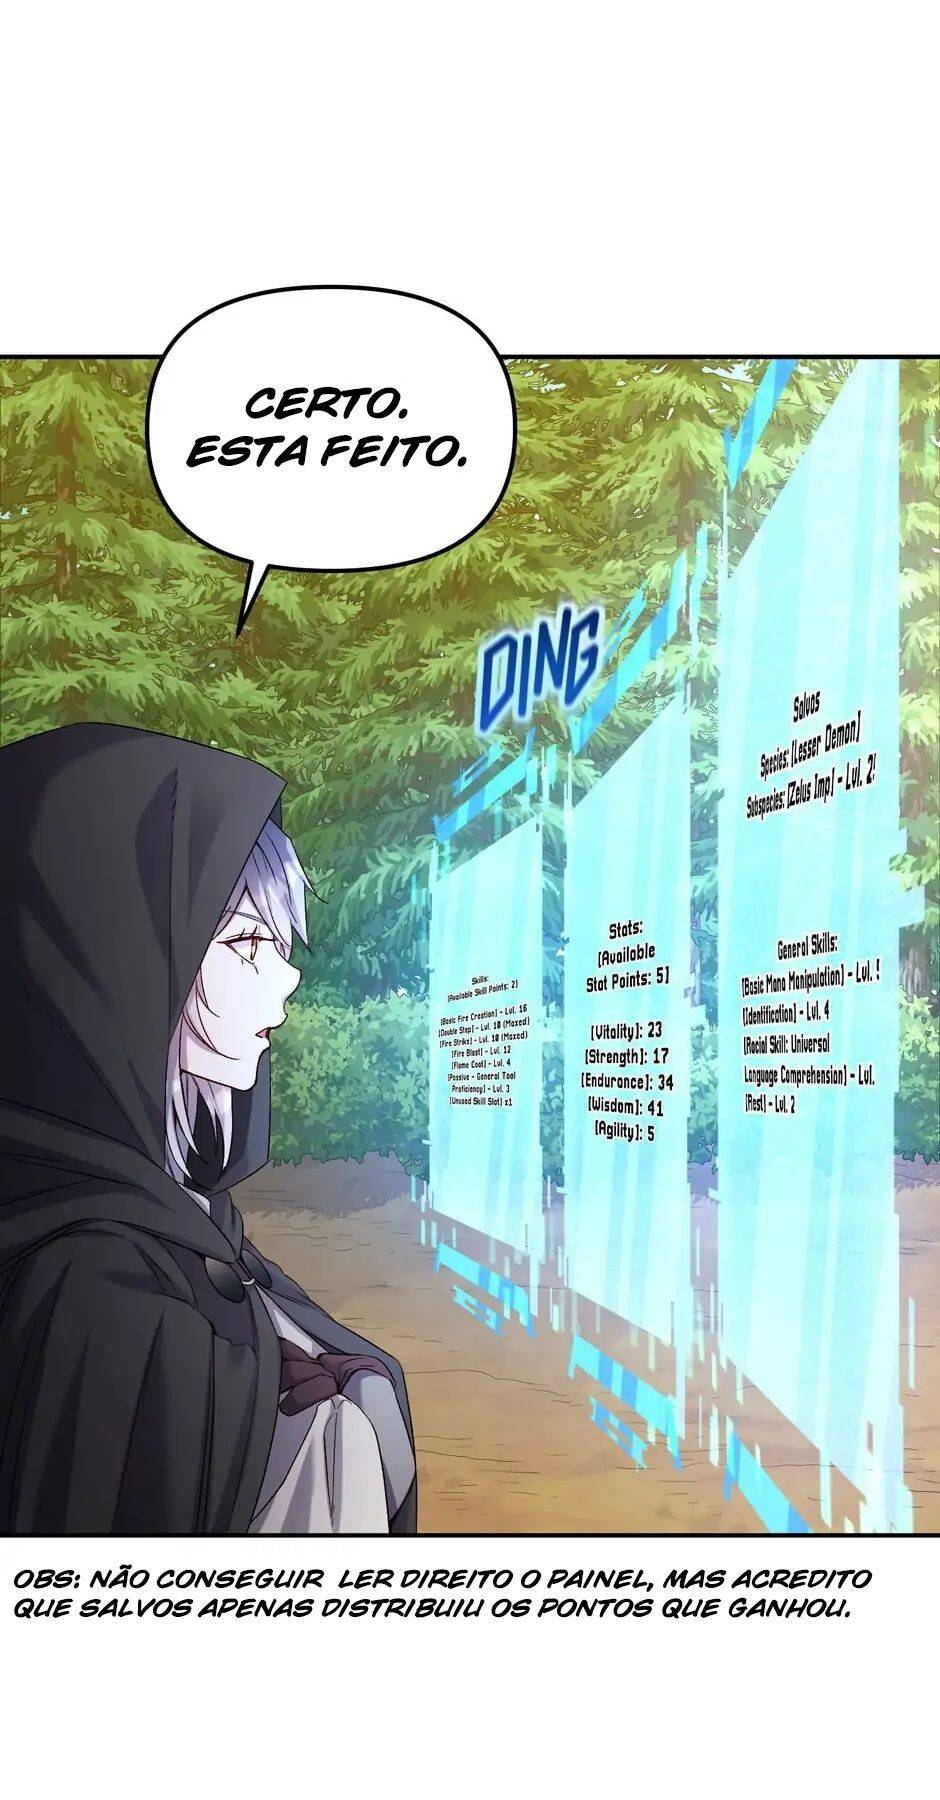 CERTO.
ESTA FEITO.
DING
Salvos
Species: [Lesser Demon]
Subspecies: [Zelus Imp] - Lvl.
General Skills:
[Basic Mana Manipulation] - Lvl.
[Identification] - Lvl. 4
[Racial Skill: Universal
Language Comprehension] - Lvl.
[Rest] - Lvl. 2
Stats:
[Available
Stat Points: 5]
[Vitality]: 23
[Strength]: 17
[Endurance]: 34
[Wisdom]: 41
[Agility]: 5
Skills:
[Available Skill Points: 2]
[Basic Fire Creation] - Lvl. 16
[Double Step] - Lvl. 10 (Maxed)
[Fire Strike] - Lvl. 10 (Maxed)
[Fire Blast] - Lvl. 12
[Flame Coat] - Lvl. 4
[Passive - General Tool
Proficiency] - Lvl. 3
[Unused Skill Slot] x1
OBS: NÃO CONSEGUIR LER DIREITO O PAINEL, MAS ACREDITO
QUE SALVOS APENAS DISTRIBUIU OS PONTOS QUE GANHOU.